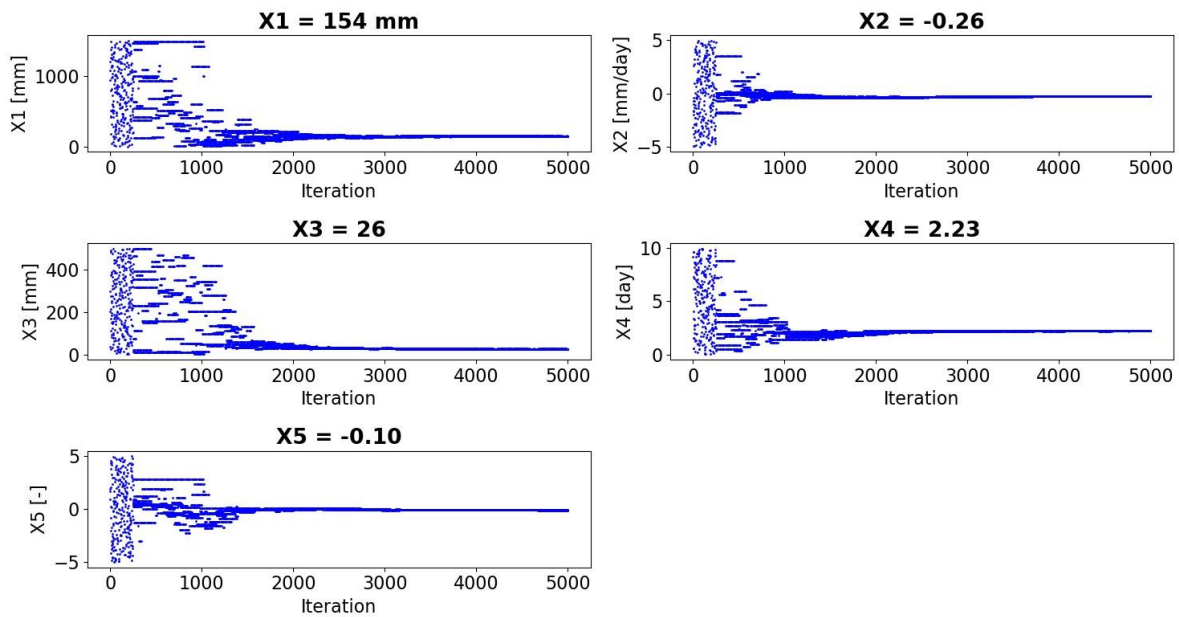 X1 = 154 mm
X1 [mm]
1000
0
0 1000 2000 3000 4000 5000
Iteration
X2 = -0.26
X2 [mm/day]
5
0
−5
0 1000 2000 3000 4000 5000
Iteration
X3 = 26
X3 [mm]
400
200
0
0 1000 2000 3000 4000 5000
Iteration
X4 = 2.23
X4 [day]
10
5
0
0 1000 2000 3000 4000 5000
Iteration
X5 = -0.10
X5 [-]
5
0
−5
0 1000 2000 3000 4000 5000
Iteration